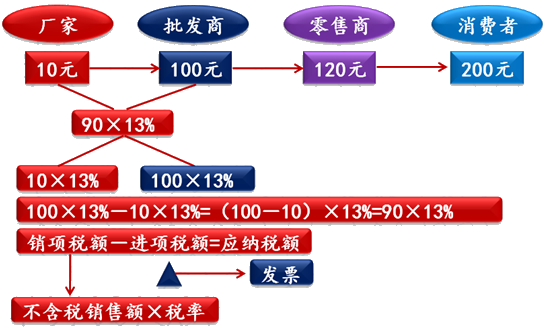 厂家 批发商 零售商 消费者
10元 100元 120元 200元
90×13%
10×13% 100×13%
100×13%-10×13%=（100-10）×13%=90×13%
销项税额-进项税额=应纳税额
发票
不含税销售额×税率